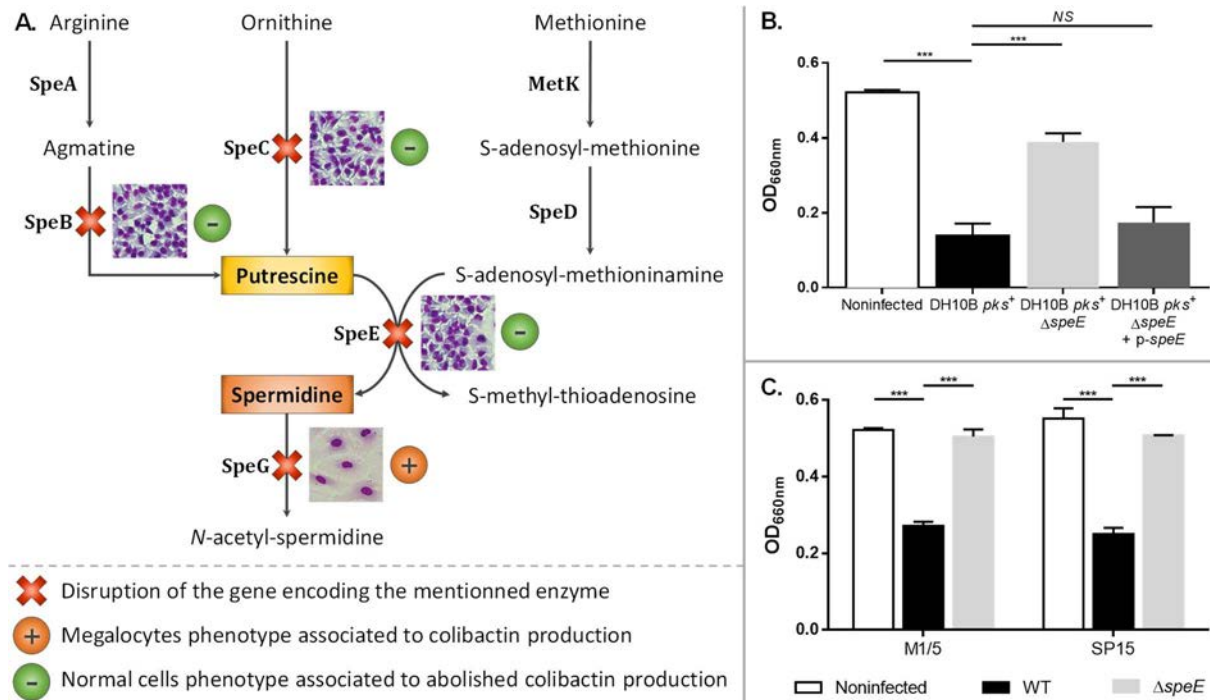 A.
Arginine
Ornithine
Methionine
SpeA
MetK
Agmatine
SpeC
-
S-adenosyl-methionine
SpeB
-
SpeD
Putrescine
S-adenosyl-methioninamine
SpeE
-
Spermidine
S-methyl-thioadenosine
SpeG
+
N-acetyl-spermidine
Disruption of the gene encoding the mentionned enzyme
+ Megalocytes phenotype associated to colibactin production
- Normal cells phenotype associated to abolished colibactin production
B.
NS
***
***
0.6
0.4
0.2
0.0
OD660nm
Noninfected
DH10B pks+
DH10B pks+
ΔspeE
DH10B pks+
ΔspeE
+ p-speE
C.
*** ***
*** ***
0.6
0.4
0.2
0.0
OD660nm
M1/5
SP15
Noninfected
WT
ΔspeE